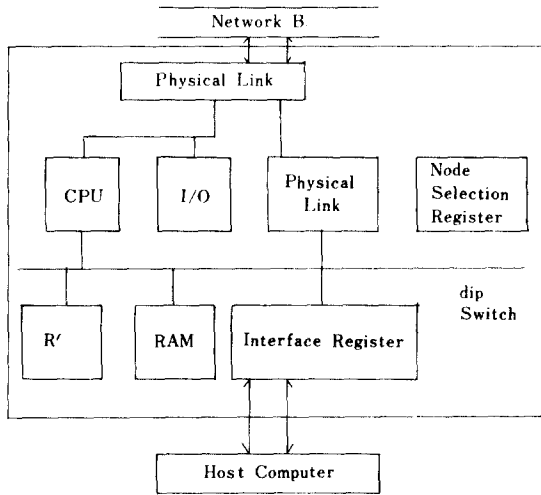 Network B
Physical Link
CPU
I/O
Physical
Link
Node
Selection
Register
dip
Switch
R′
RAM
Interface Register
Host Computer